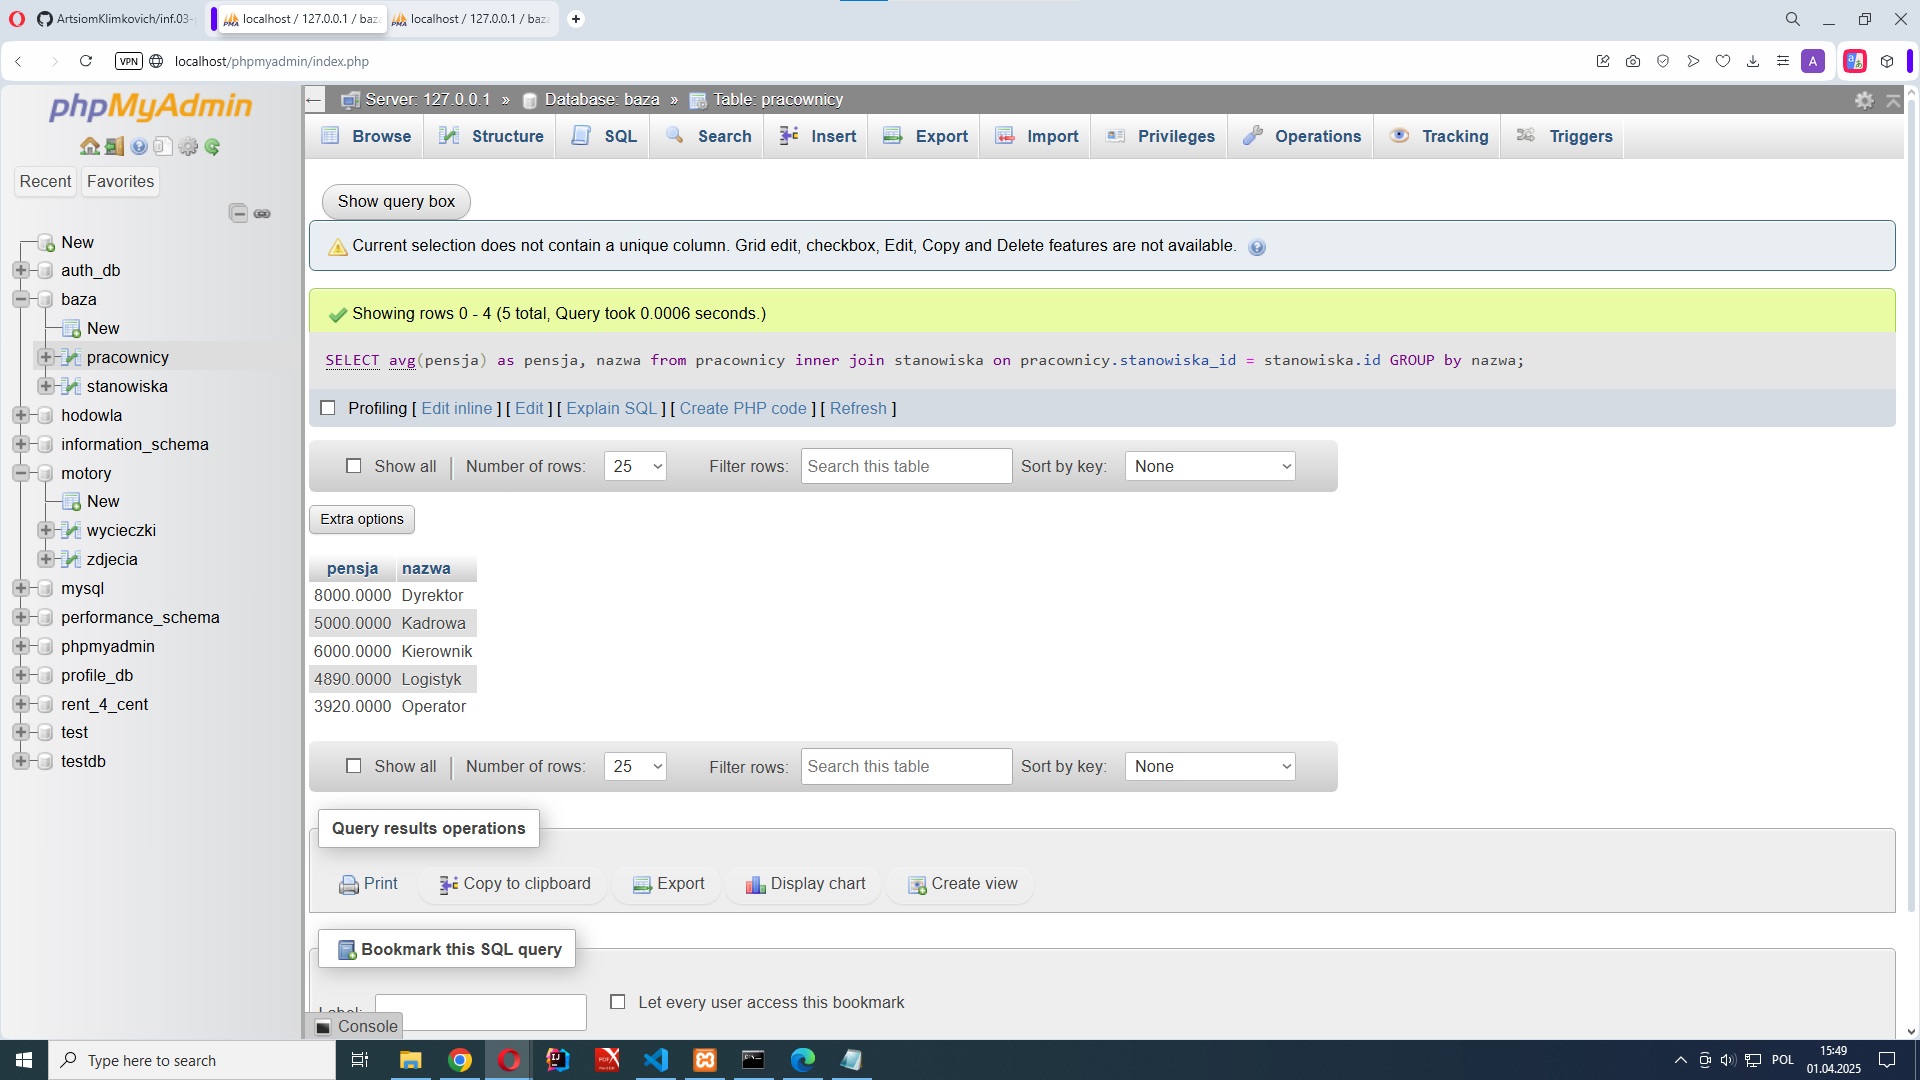 ArtsiomKlimkovich/inf.03-
localhost / 127.0.0.1 / baza
localhost / 127.0.0.1 / baza
VPN
localhost/phpmyadmin/index.php
A
phpMyAdmin
Recent
Favorites
New
auth_db
baza
New
pracownicy
stanowiska
hodowla
information_schema
motory
New
wycieczki
zdjecia
mysql
performance_schema
phpmyadmin
profile_db
rent_4_cent
test
testdb
Server: 127.0.0.1 » Database: baza » Table: pracownicy
Browse Structure SQL Search Insert Export Import Privileges Operations Tracking Triggers
Show query box
Current selection does not contain a unique column. Grid edit, checkbox, Edit, Copy and Delete features are not available.
Showing rows 0 - 4 (5 total, Query took 0.0006 seconds.)
SELECT avg(pensja) as pensja, nazwa from pracownicy inner join stanowiska on pracownicy.stanowiska_id = stanowiska.id GROUP by nazwa;
Profiling [ Edit inline ] [ Edit ] [ Explain SQL ] [ Create PHP code ] [ Refresh ]
Show all | Number of rows: 25 Filter rows: Search this table Sort by key: None
Extra options
pensja nazwa
8000.0000 Dyrektor
5000.0000 Kadrowa
6000.0000 Kierownik
4890.0000 Logistyk
3920.0000 Operator
Show all | Number of rows: 25 Filter rows: Search this table Sort by key: None
Query results operations
Print Copy to clipboard Export Display chart Create view
Bookmark this SQL query
Label: Let every user access this bookmark
Console
Type here to search
POL
15:49
01.04.2025